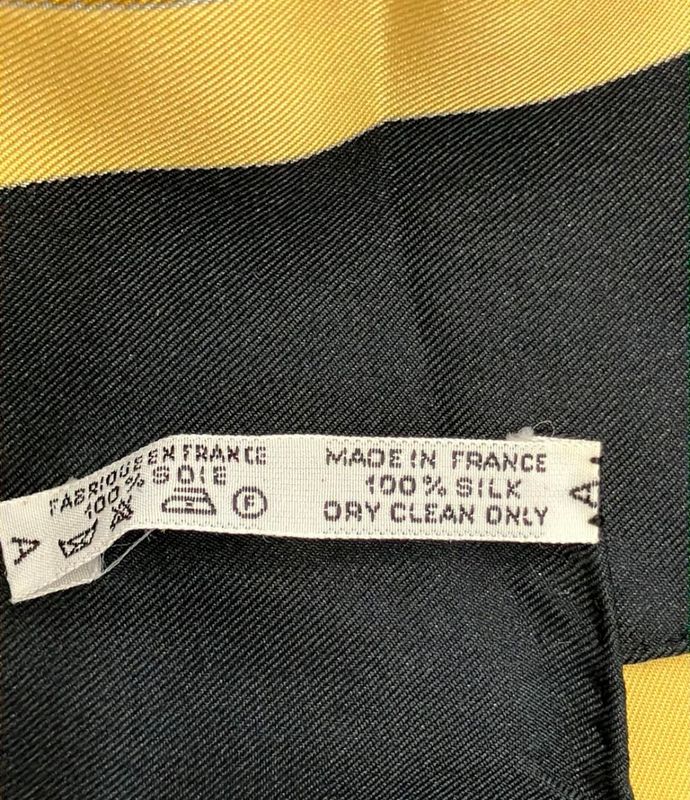 FABRIQUE EN FRANCE
100% SOIE
F
A
MADE IN FRANCE
100% SILK
DRY CLEAN ONLY
A